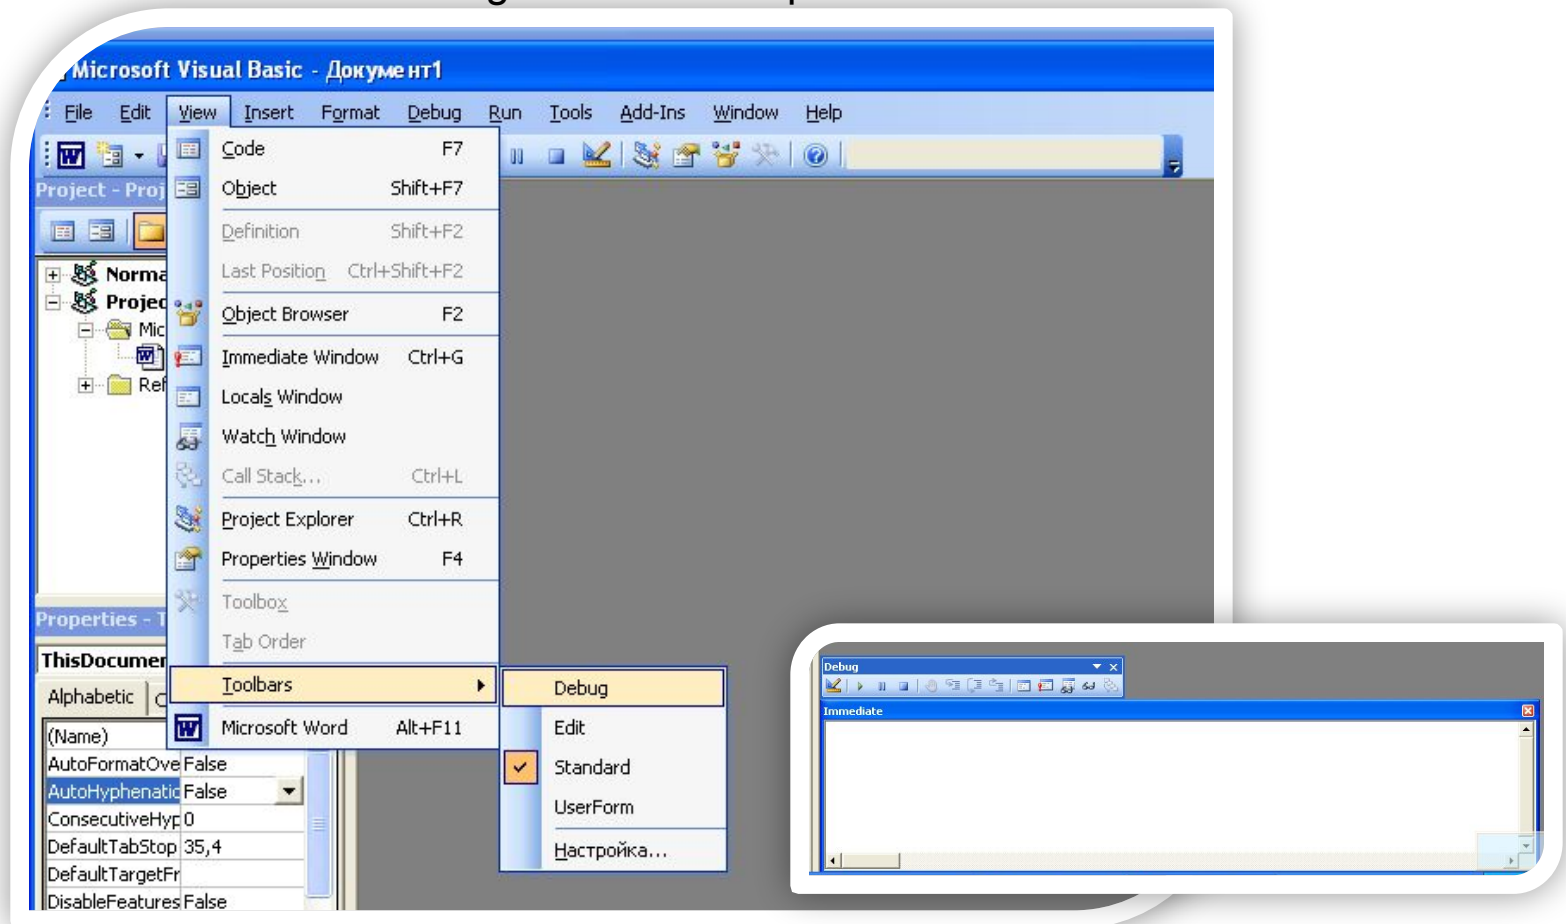 Microsoft Visual Basic - Документ1
File Edit View Insert Format Debug Run Tools Add-Ins Window Help
Code F7
Project - Proj
Object Shift+F7
Definition Shift+F2
Last Position Ctrl+Shift+F2
Norma
Projec
Object Browser F2
Mic
Immediate Window Ctrl+G
Ref
Locals Window
Watch Window
Call Stack... Ctrl+L
Project Explorer Ctrl+R
Properties Window F4
Toolbox
Properties - T
Tab Order
ThisDocumen
Toolbars
Debug
Alphabetic
Microsoft Word Alt+F11
Edit
(Name)
AutoFormatOve False
Standard
AutoHyphenatic False
UserForm
ConsecutiveHyp 0
DefaultTabStop 35,4
Настройка...
DefaultTargetFr
DisableFeatures False
Debug
Immediate